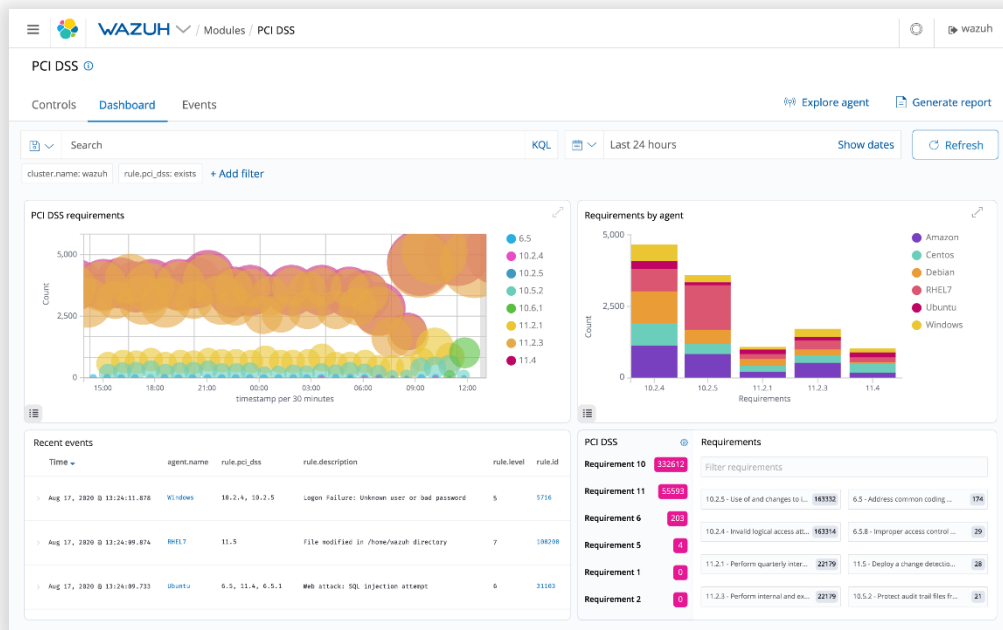 WAZUH / Modules / PCI DSS
wazuh
PCI DSS
Controls Dashboard Events
Explore agent Generate report
Search KQL
Last 24 hours Show dates
Refresh
cluster.name: wazuh rule.pci_dss: exists + Add filter
PCI DSS requirements
5,000
2,500
0
Count
15:00 18:00 21:00 00:00 03:00 06:00 09:00 12:00
timestamp per 30 minutes
6.5
10.2.4
10.2.5
10.5.2
10.6.1
11.2.1
11.2.3
11.4
Requirements by agent
5,000
2,500
0
Count
10.2.4 10.2.5 11.2.1 11.2.3 11.4
Requirements
Amazon
Centos
Debian
RHEL7
Ubuntu
Windows
Recent events
Time agent.name rule.pci_dss rule.description rule.level rule.id
Aug 17, 2020 @ 13:24:11.878 Windows 10.2.4, 10.2.5 Logon Failure: Unknown user or bad password 5 5716
Aug 17, 2020 @ 13:24:09.874 RHEL7 11.5 File modified in /home/wazuh directory 7 100200
Aug 17, 2020 @ 13:24:09.733 Ubuntu 6.5, 11.4, 6.5.1 Web attack: SQL injection attempt 6 31103
PCI DSS
Requirement 10 332612
Requirement 11 55593
Requirement 6 203
Requirement 5 4
Requirement 1 0
Requirement 2 0
Requirements
Filter requirements
10.2.5 - Use of and changes to i... 163332
6.5 - Address common coding ... 174
10.2.4 - Invalid logical access att... 163314
6.5.8 - Improper access control ... 29
11.2.1 - Perform quarterly inter... 22179
11.5 - Deploy a change detectio... 28
11.2.3 - Perform internal and ex... 22179
10.5.2 - Protect audit trail files fr... 21